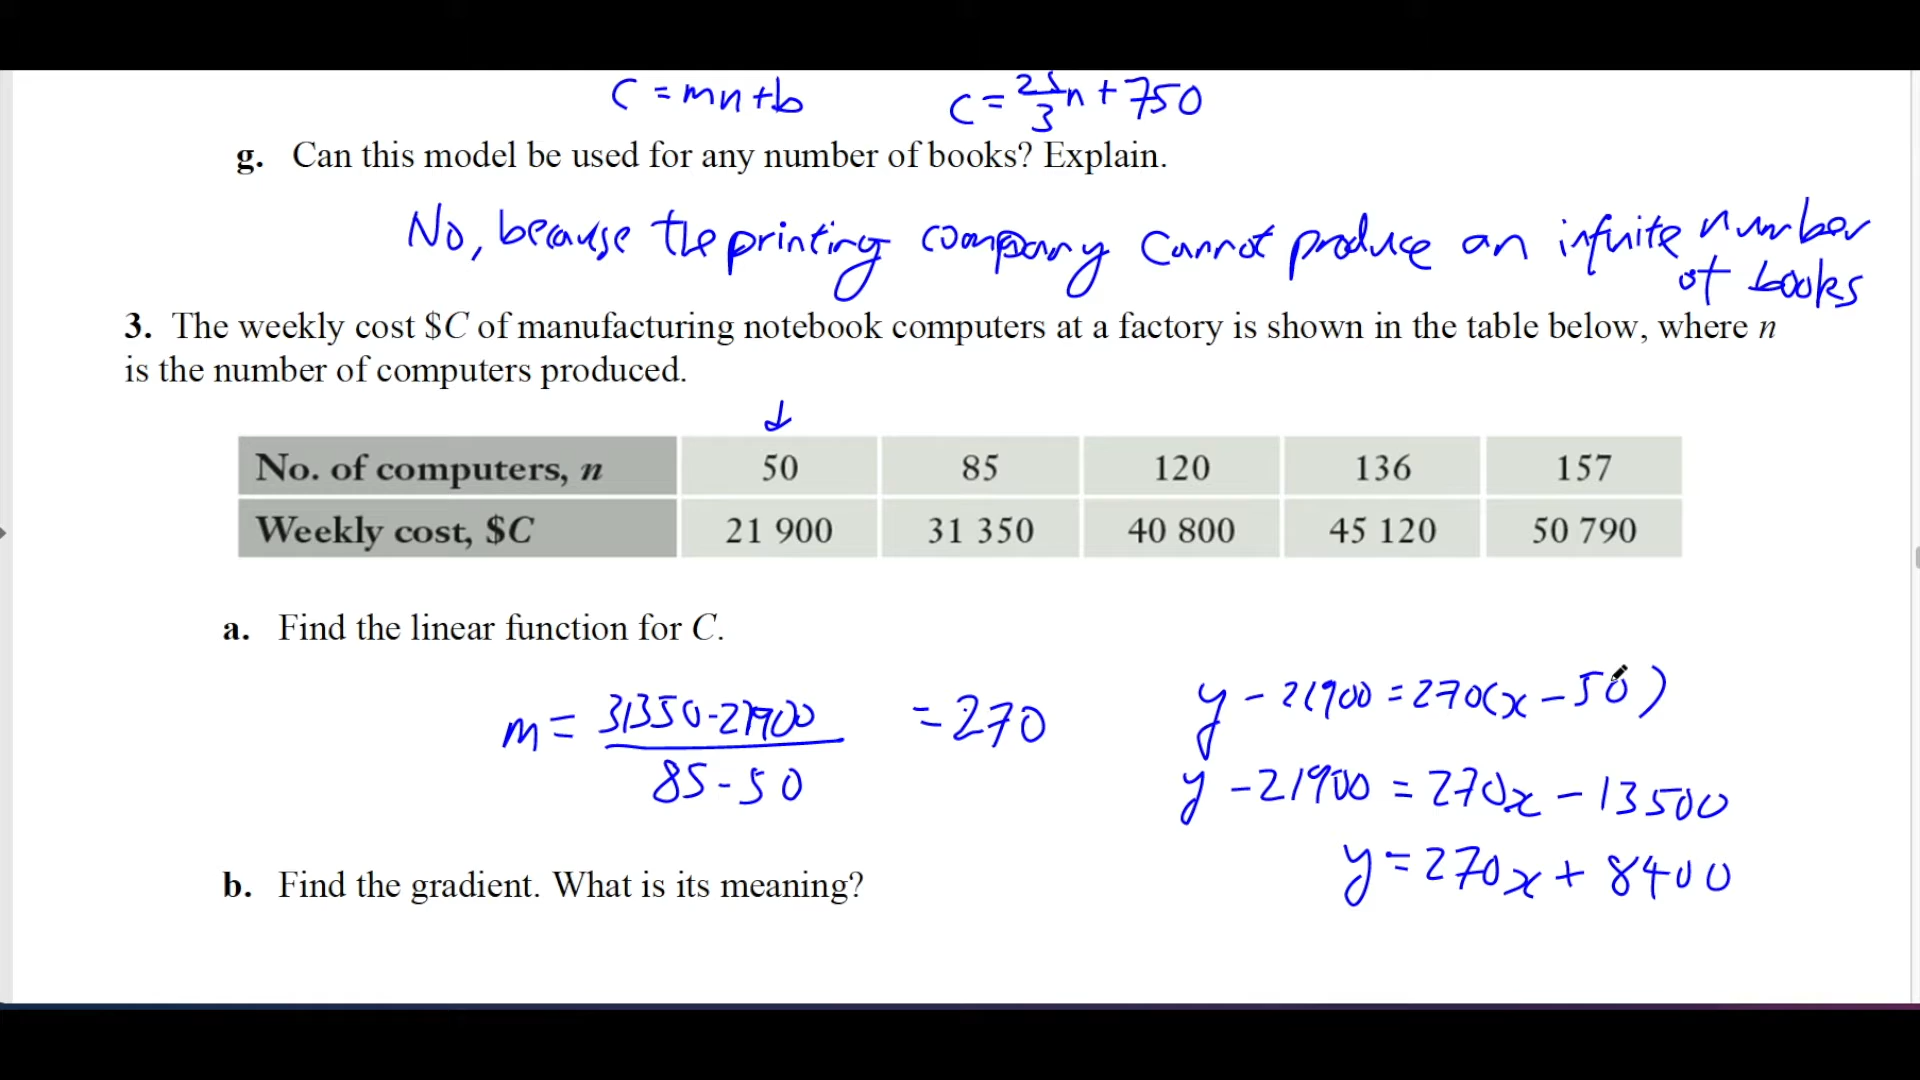 C = mn + b
C = 25/3 n + 750
g. Can this model be used for any number of books? Explain.
No, because the printing company cannot produce an infinite number
of books
3. The weekly cost $C of manufacturing notebook computers at a factory is shown in the table below, where n
is the number of computers produced.
↓
No. of computers, n 50 85 120 136 157
Weekly cost, $C 21 900 31 350 40 800 45 120 50 790
a. Find the linear function for C.
m = 31350-21900 / 85-50 = 270
y - 21900 = 270(x - 50)
y - 21900 = 270x - 13500
y = 270x + 8400
b. Find the gradient. What is its meaning?